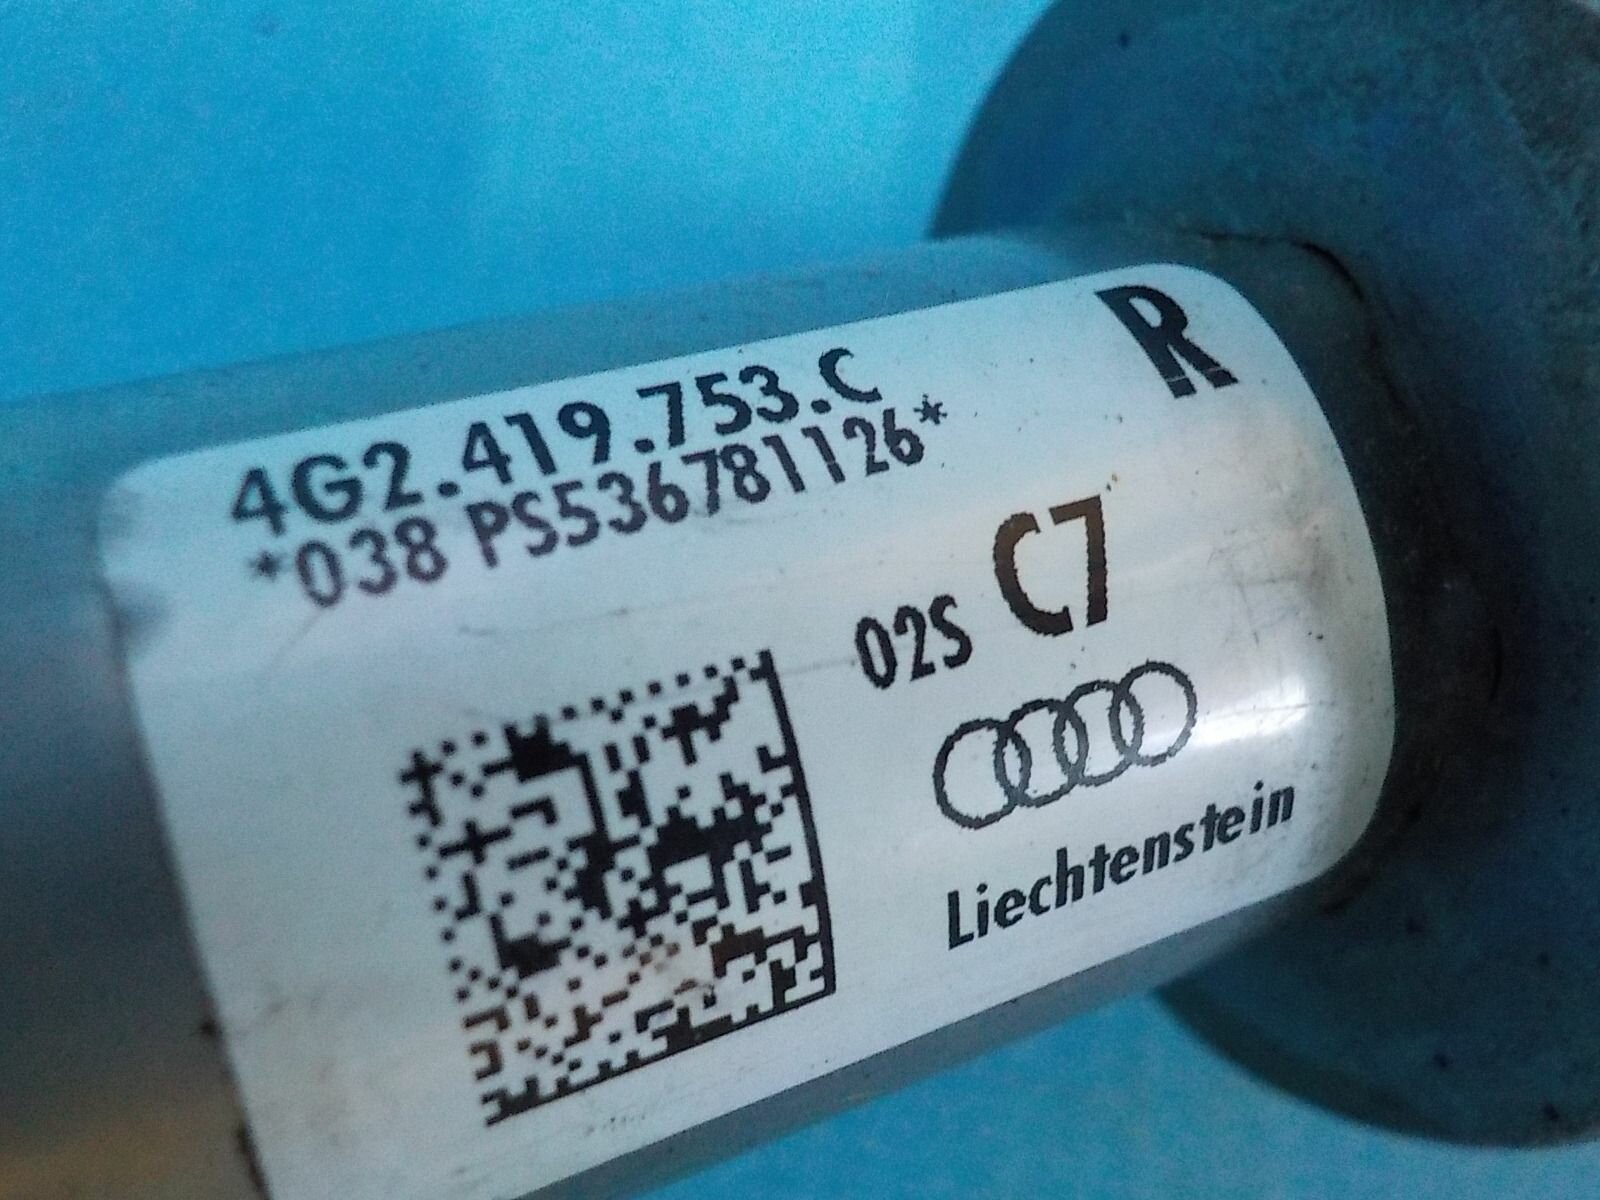 R
4G2.419.753.C
*038 PS536781126*
02S C7
Liechtenstein